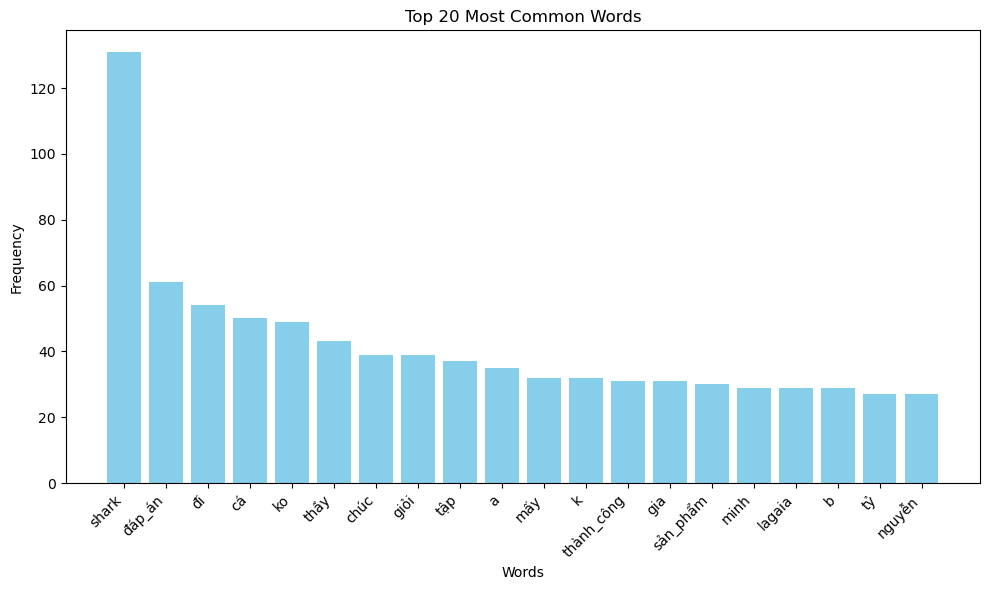 Top 20 Most Common Words
Frequency
120
100
80
60
40
20
0
shark
đáp_án
đi
cá
ko
thấy
chúc
giỏi
tập
a
mấy
k
thành_công
gia
sản_phẩm
minh
lagaia
b
tỷ
nguyễn
Words